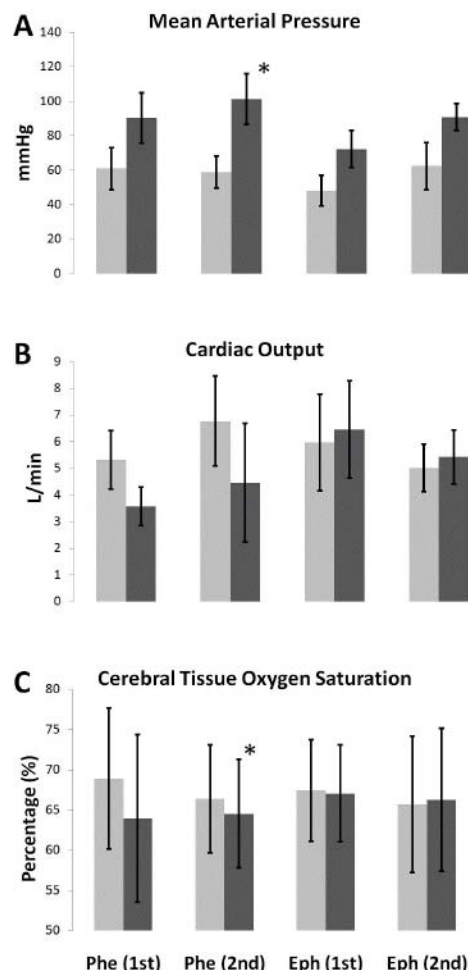 A
Mean Arterial Pressure
140
120
100
80
60
40
20
0
mmHg
*
B
Cardiac Output
9
8
7
6
5
4
3
2
1
0
L/min
C
Cerebral Tissue Oxygen Saturation
80
75
70
65
60
55
50
Percentage (%)
*
Phe (1st) Phe (2nd) Eph (1st) Eph (2nd)